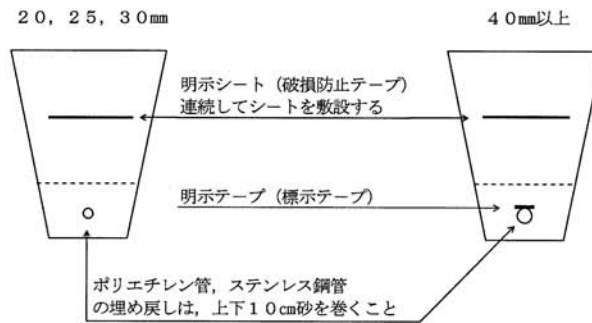 20,25,30mm
40mm以上
明示シート(破損防止テープ)
連続してシートを敷設する
明示テープ(標示テープ)
ポリエチレン管,ステンレス鋼管
の埋め戻しは,上下10cm砂を巻くこと